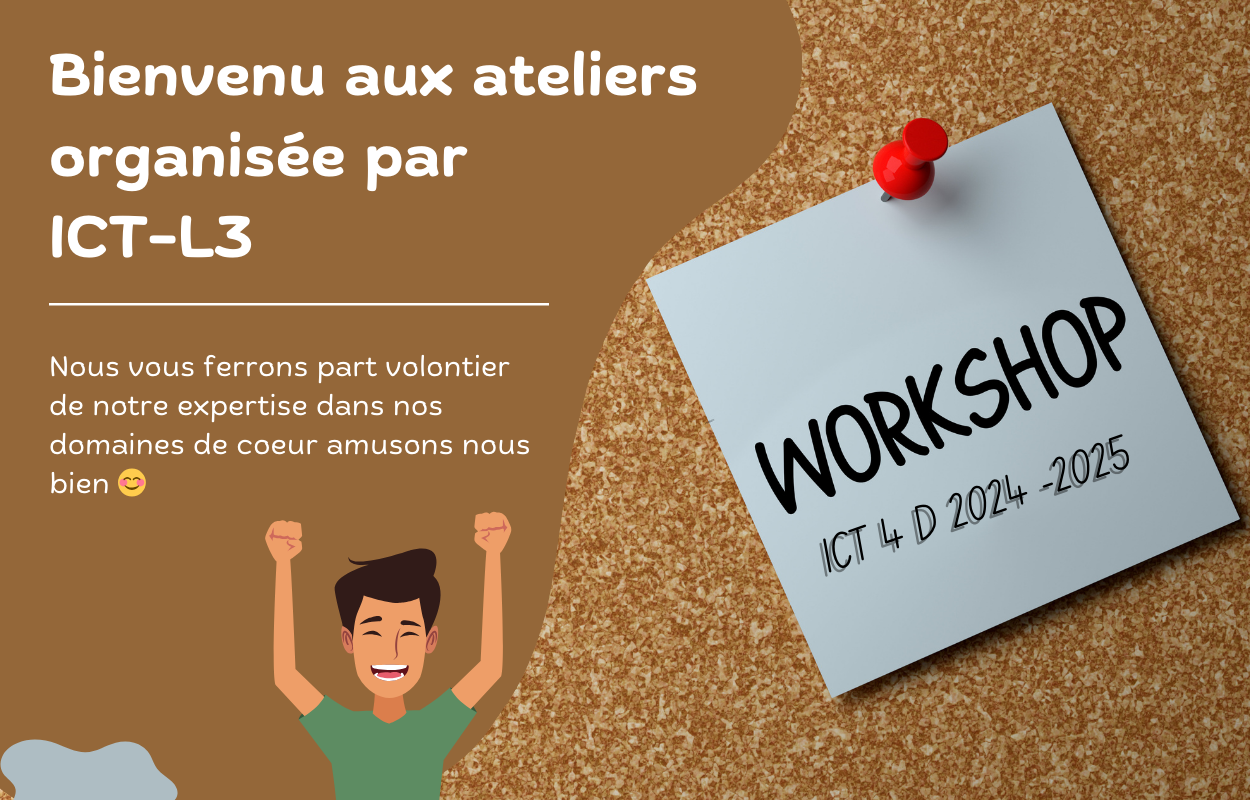 Bienvenu aux ateliers
organisée par
ICT-L3
Nous vous ferrons part volontier
de notre expertise dans nos
domaines de coeur amusons nous
bien 😊
WORKSHOP
ICT 4 D 2024 -2025